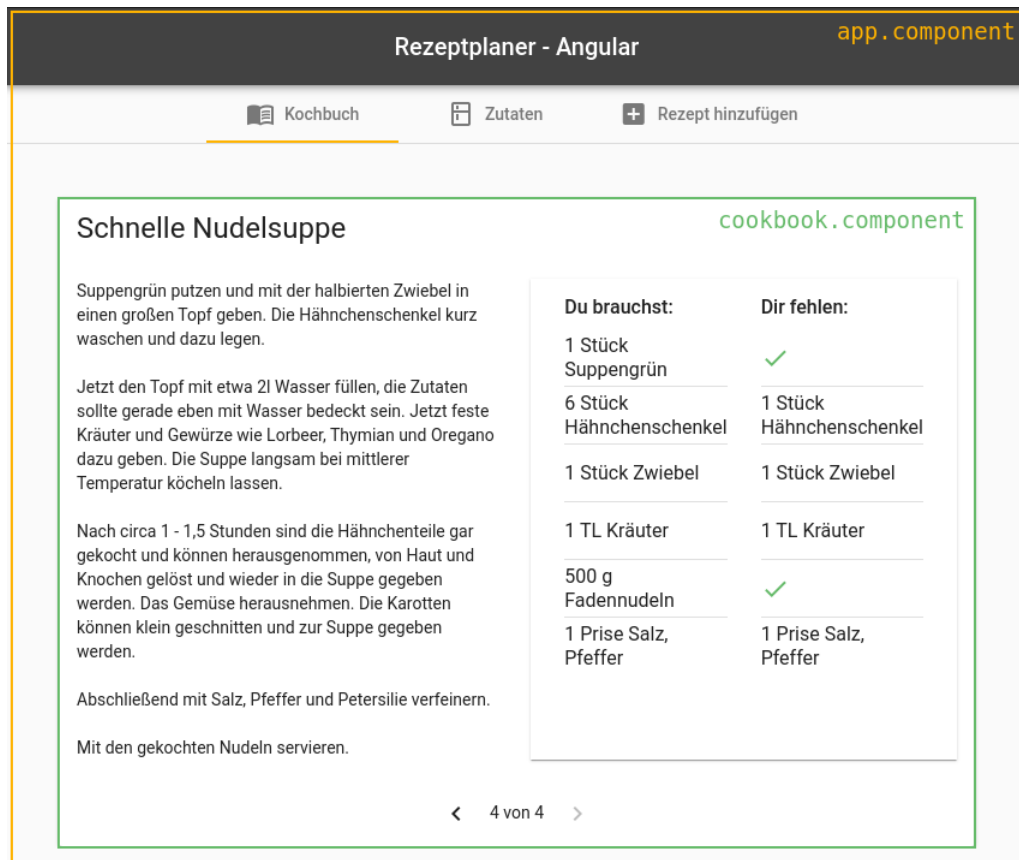 Rezeptplaner - Angular
app.component
Kochbuch
Zutaten
Rezept hinzufügen
Schnelle Nudelsuppe
cookbook.component
Suppengrün putzen und mit der halbierten Zwiebel in
einen großen Topf geben. Die Hähnchenschenkel kurz
waschen und dazu legen.
Jetzt den Topf mit etwa 2l Wasser füllen, die Zutaten
sollte gerade eben mit Wasser bedeckt sein. Jetzt feste
Kräuter und Gewürze wie Lorbeer, Thymian und Oregano
dazu geben. Die Suppe langsam bei mittlerer
Temperatur köcheln lassen.
Nach circa 1 - 1,5 Stunden sind die Hähnchenteile gar
gekocht und können herausgenommen, von Haut und
Knochen gelöst und wieder in die Suppe gegeben
werden. Das Gemüse herausnehmen. Die Karotten
können klein geschnitten und zur Suppe gegeben
werden.
Abschließend mit Salz, Pfeffer und Petersilie verfeinern.
Mit den gekochten Nudeln servieren.
Du brauchst:
Dir fehlen:
1 Stück
Suppengrün
6 Stück
Hähnchenschenkel
1 Stück
Hähnchenschenkel
1 Stück Zwiebel
1 Stück Zwiebel
1 TL Kräuter
1 TL Kräuter
500 g
Fadennudeln
1 Prise Salz,
Pfeffer
1 Prise Salz,
Pfeffer
4 von 4